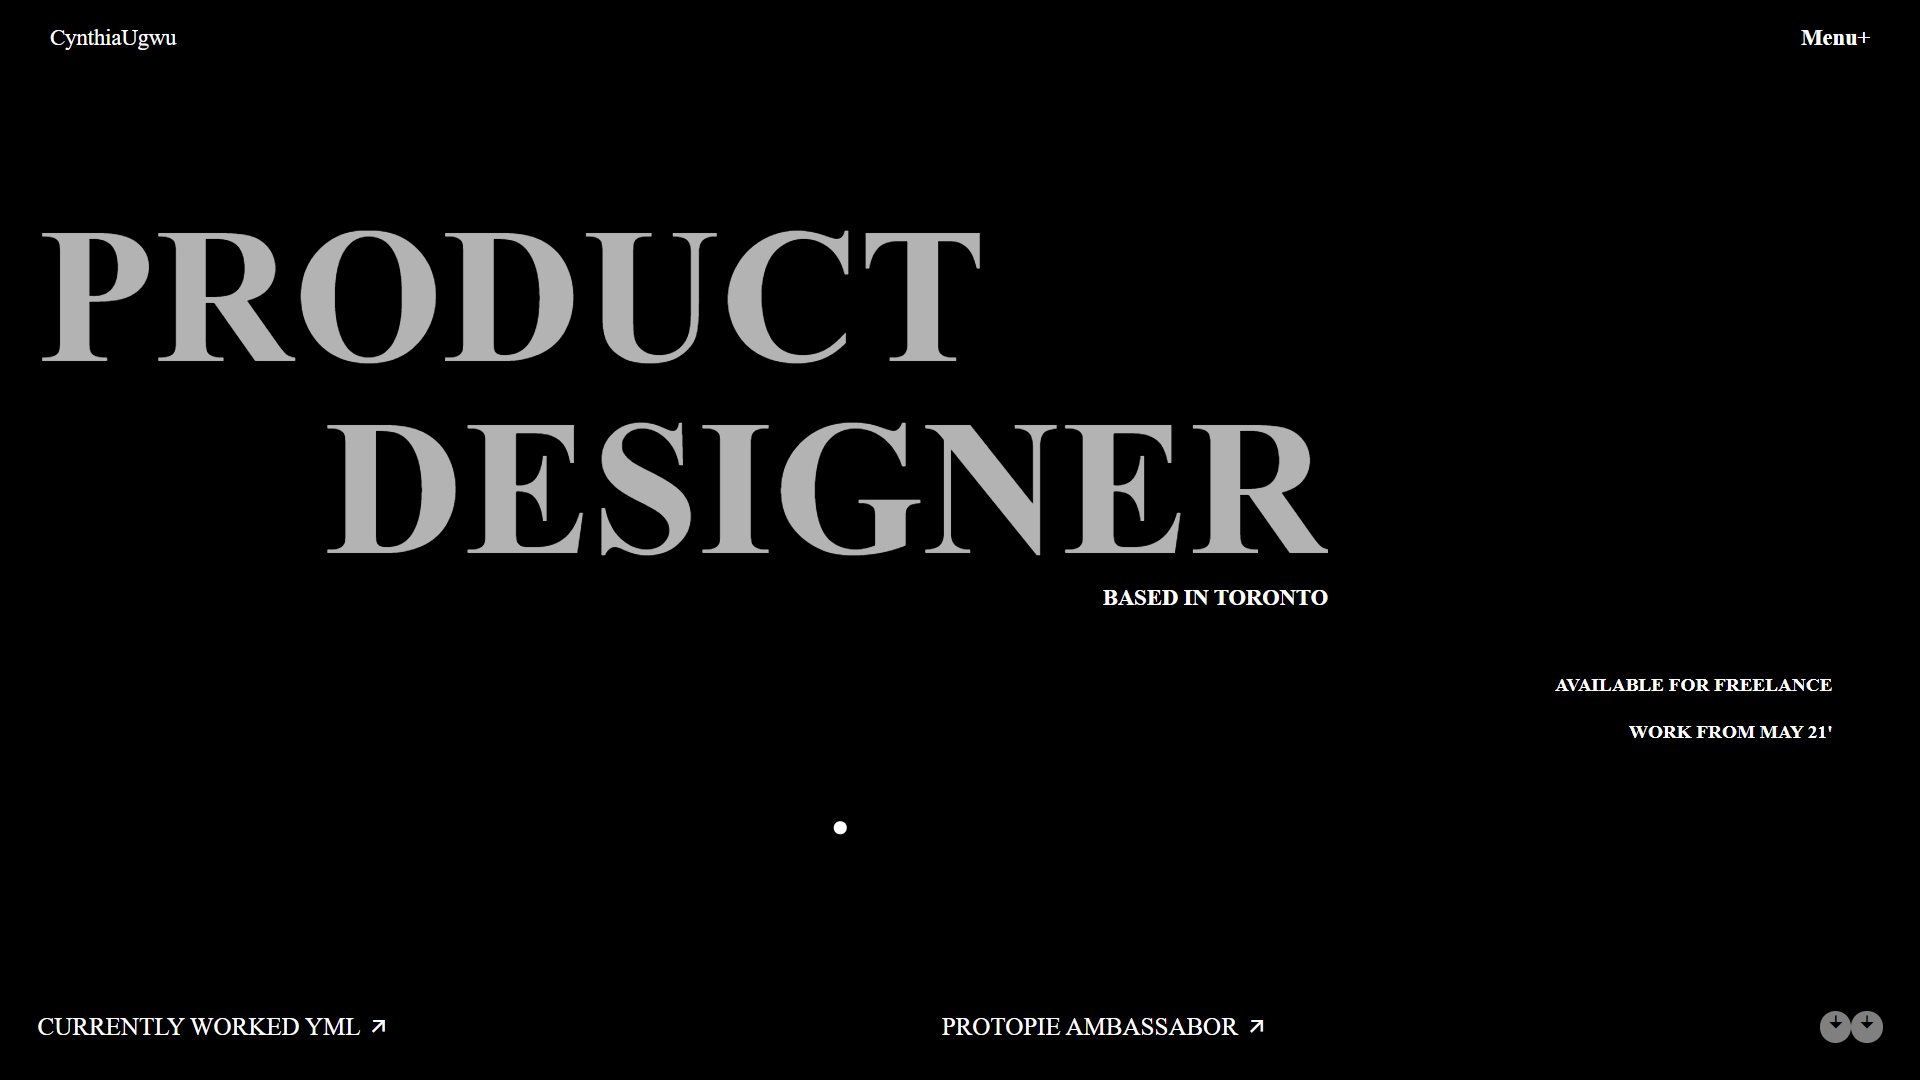 CynthiaUgwu
Menu+
PRODUCT
DESIGNER
BASED IN TORONTO
AVAILABLE FOR FREELANCE
WORK FROM MAY 21'
CURRENTLY WORKED YML
PROTOPIE AMBASSABOR